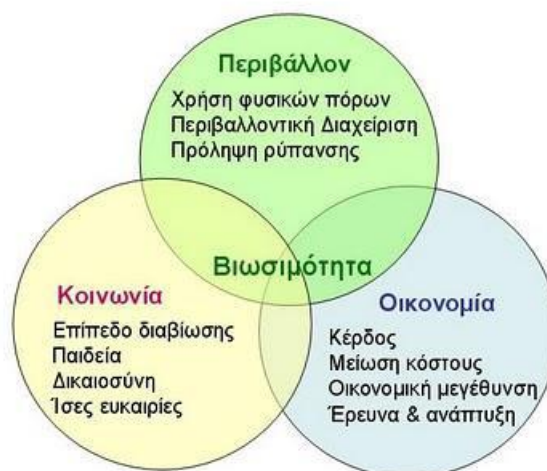 Περιβάλλον
Χρήση φυσικών πόρων
Περιβαλλοντική Διαχείριση
Πρόληψη ρύπανσης
Βιωσιμότητα
Κοινωνία
Επίπεδο διαβίωσης
Παιδεία
Δικαιοσύνη
Ίσες ευκαιρίες
Οικονομία
Κέρδος
Μείωση κόστους
Οικονομική μεγέθυνση
Έρευνα & ανάπτυξη